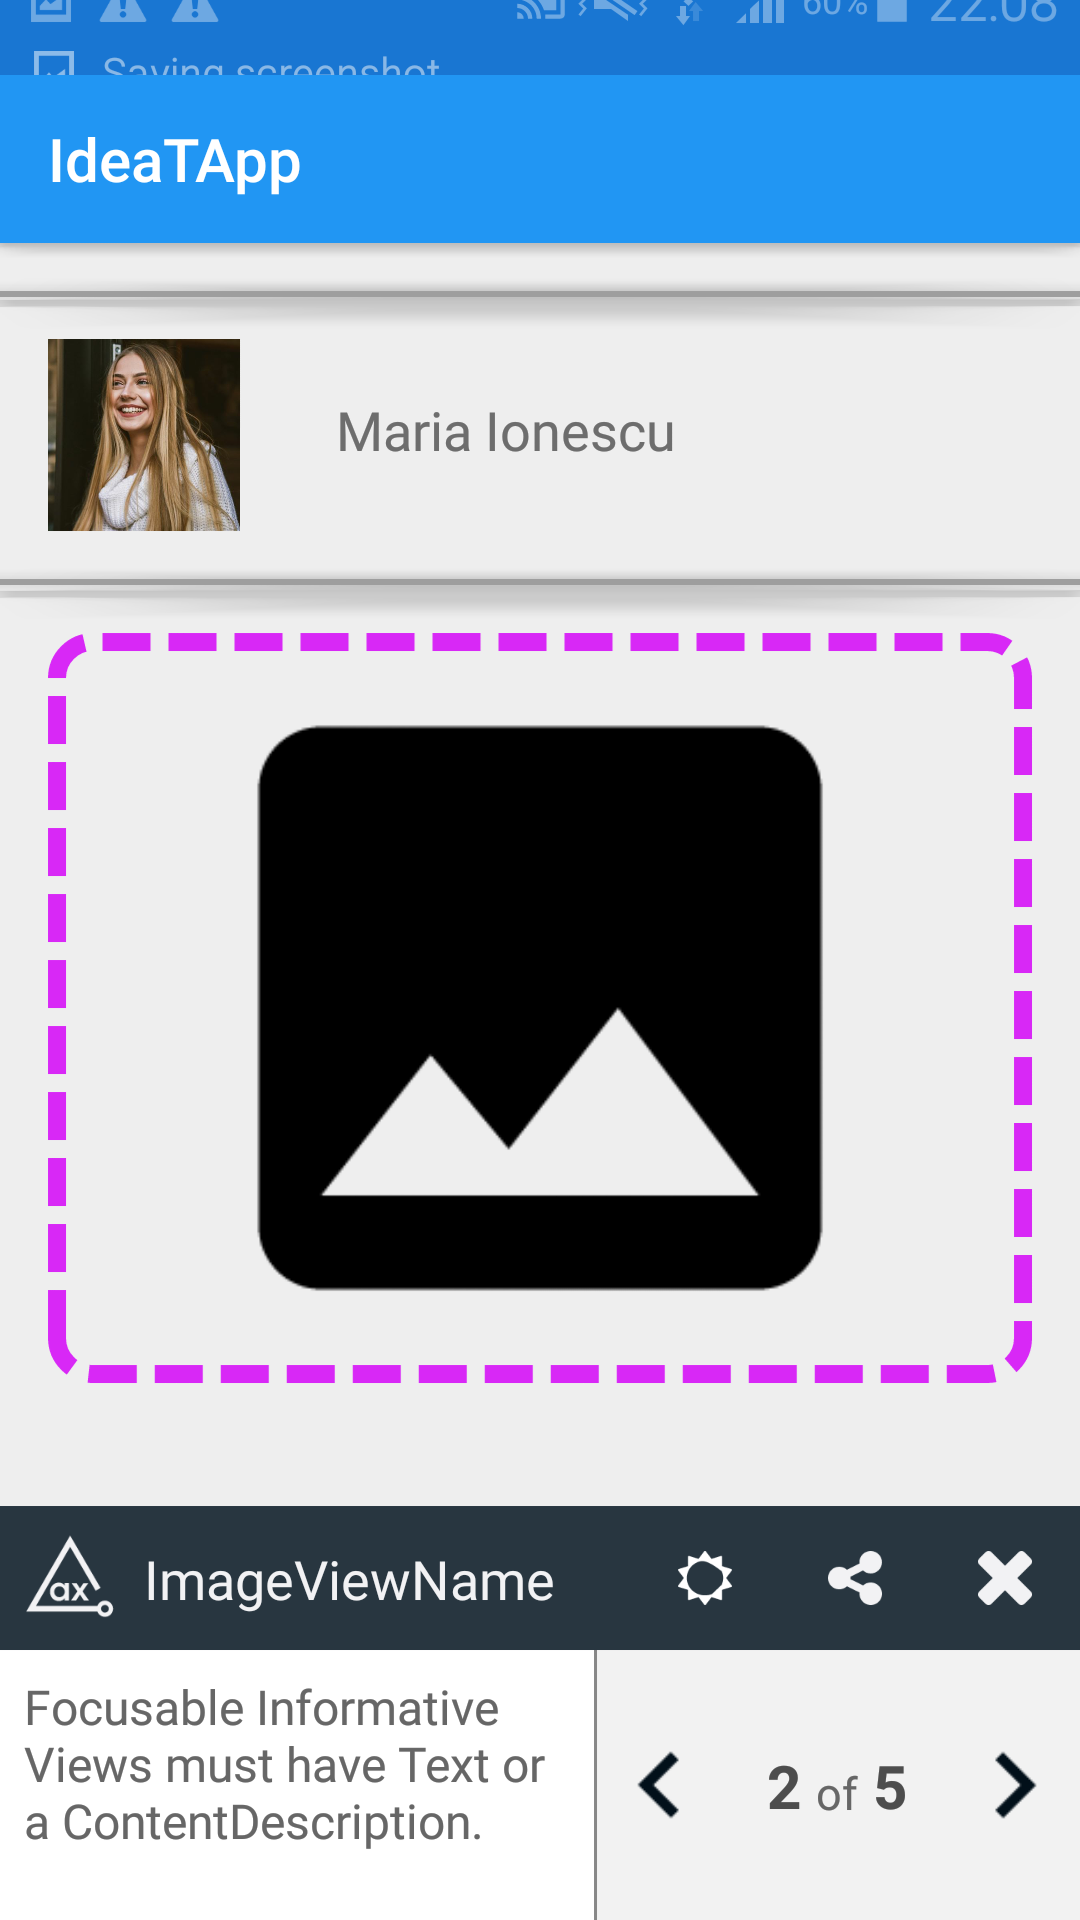 60% 22:08
Saving screenshot
IdeaTApp
Maria Ionescu
ax ImageViewName
Focusable Informative
Views must have Text or
a ContentDescription.
2 of 5